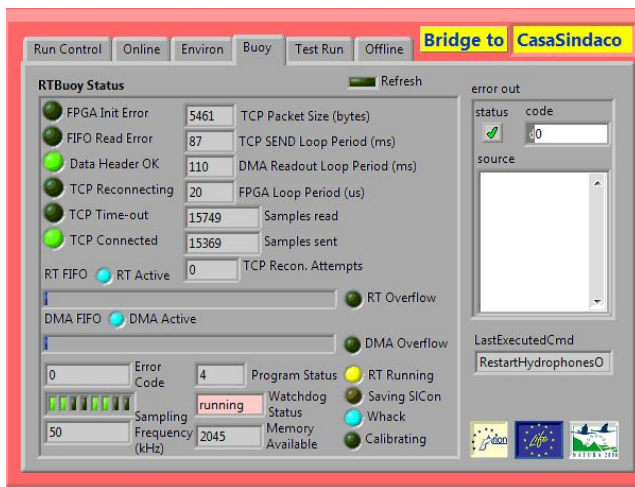 Bridge to CasaSindaco
Run Control Online Environ Buoy Test Run Offline
RTBuoy Status Refresh
error out
status code
0
source
FPGA Init Error 5461 TCP Packet Size (bytes)
FIFO Read Error 87 TCP SEND Loop Period (ms)
Data Header OK 110 DMA Readout Loop Period (ms)
TCP Reconnecting 20 FPGA Loop Period (us)
TCP Time-out 15749 Samples read
TCP Connected 15369 Samples sent
RT FIFO RT Active 0 TCP Recon. Attempts
RT Overflow
DMA FIFO DMA Active
DMA Overflow
LastExecutedCmd
RestartHydrophonesO
0 Error Code 4 Program Status RT Running
running Watchdog Status Saving SICon
Whack
50 Sampling Frequency (kHz) 2045 Memory Available Calibrating
Life
NATURA 2000